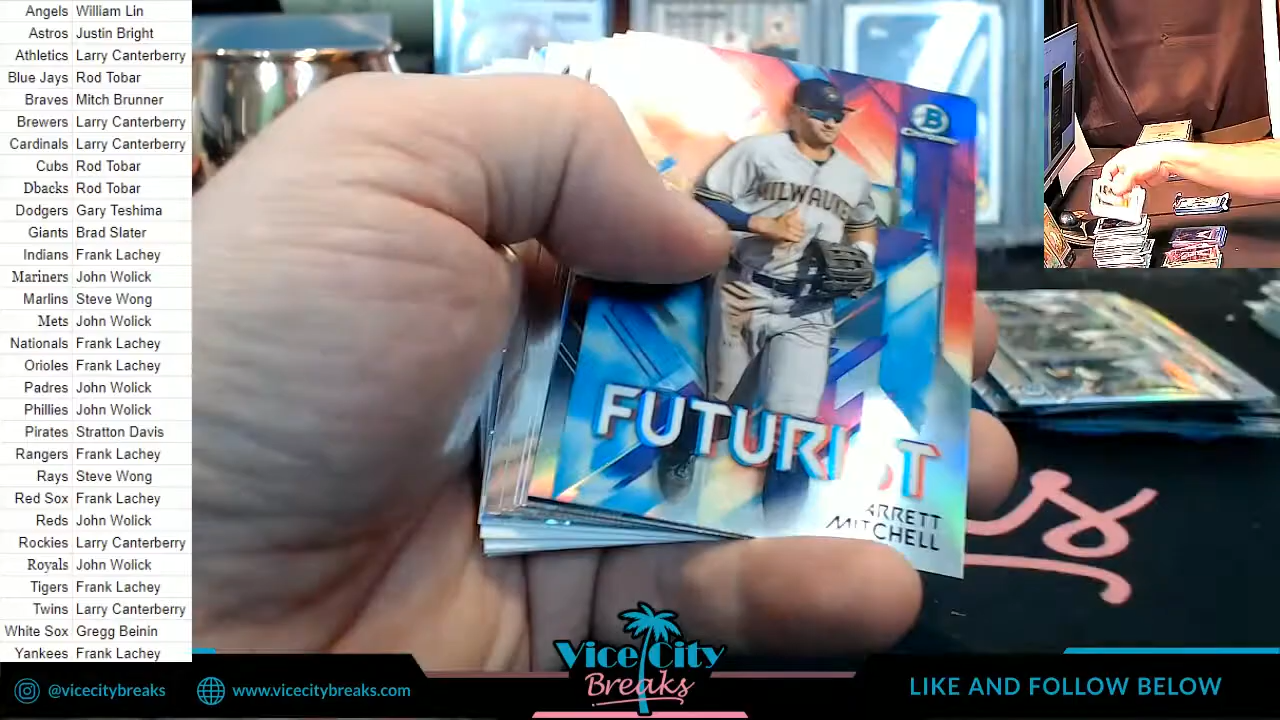 Angels William Lin
Astros Justin Bright
Athletics Larry Canterberry
Blue Jays Rod Tobar
Braves Mitch Brunner
Brewers Larry Canterberry
Cardinals Larry Canterberry
Cubs Rod Tobar
Dbacks Rod Tobar
Dodgers Gary Teshima
Giants Brad Slater
Indians Frank Lachey
Mariners John Wolick
Marlins Steve Wong
Mets John Wolick
Nationals Frank Lachey
Orioles Frank Lachey
Padres John Wolick
Phillies John Wolick
Pirates Stratton Davis
Rangers Frank Lachey
Rays Steve Wong
Red Sox Frank Lachey
Reds John Wolick
Rockies Larry Canterberry
Royals John Wolick
Tigers Frank Lachey
Twins Larry Canterberry
White Sox Gregg Beinin
Yankees Frank Lachey
B
MILWAUKEE
FUTURIST
ARRETT
MITCHELL
@vicecitybreaks
www.vicecitybreaks.com
Vice City
Breaks
LIKE AND FOLLOW BELOW